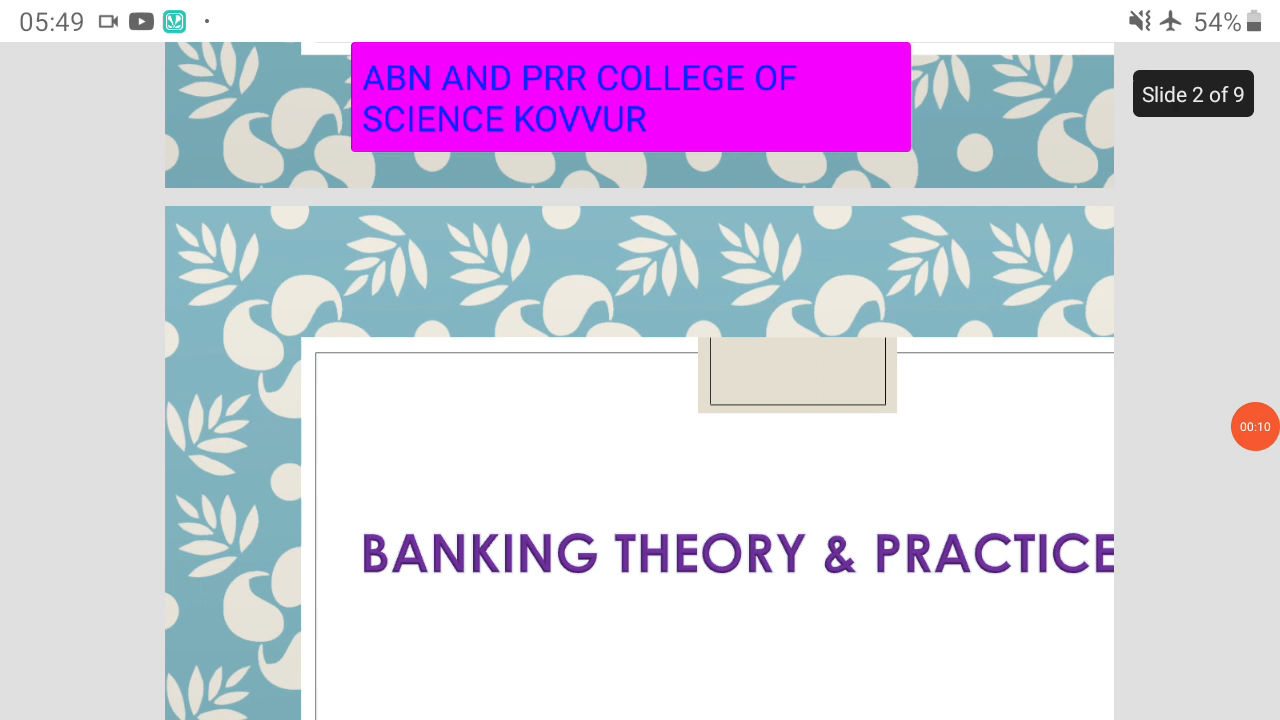 05:49
54%
ABN AND PRR COLLEGE OF
SCIENCE KOVVUR
Slide 2 of 9
00:10
BANKING THEORY & PRACTICE